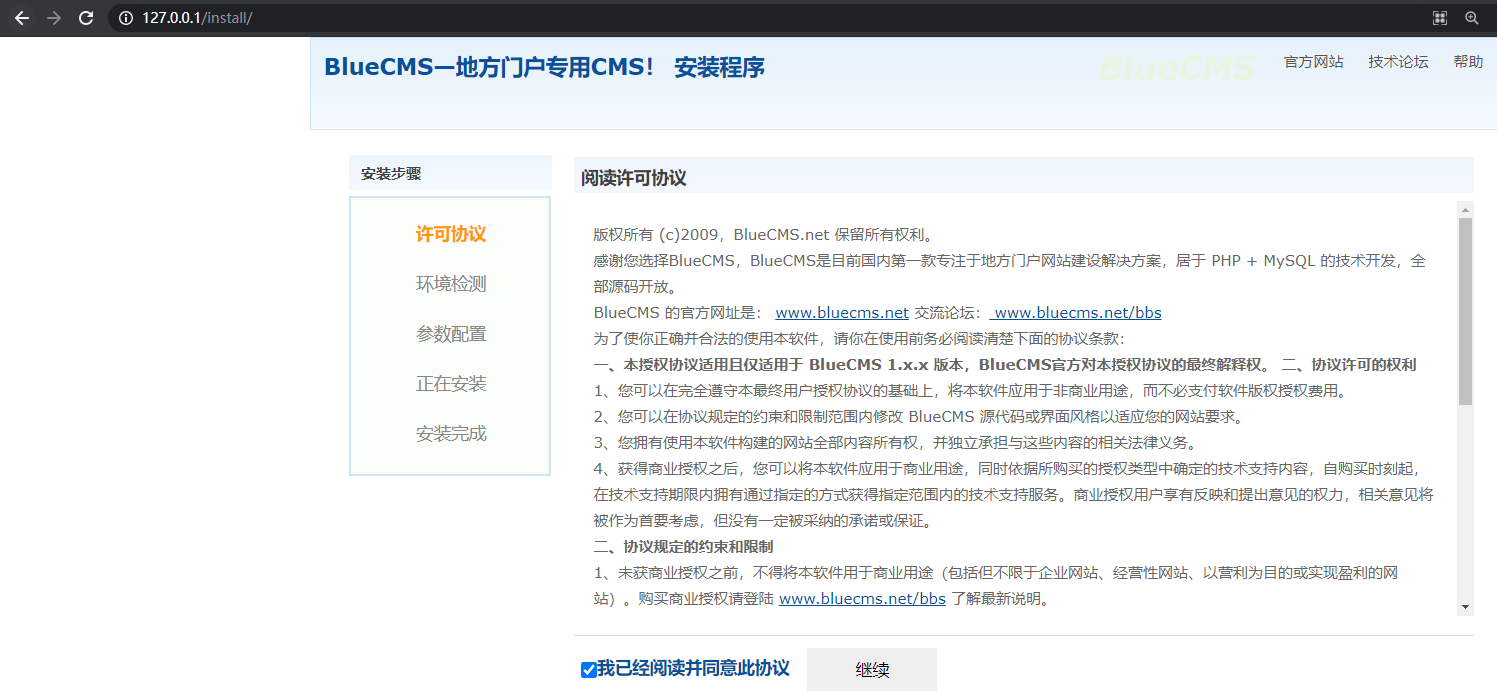 127.0.0.1/install/
BlueCMS—地方门户专用CMS! 安装程序
BlueCMS
官方网站 技术论坛 帮助
安装步骤
许可协议
环境检测
参数配置
正在安装
安装完成
阅读许可协议
版权所有 (c)2009，BlueCMS.net 保留所有权利。
感谢您选择BlueCMS，BlueCMS是目前国内第一款专注于地方门户网站建设解决方案，居于 PHP + MySQL 的技术开发，全
部源码开放。
BlueCMS 的官方网址是： www.bluecms.net 交流论坛： www.bluecms.net/bbs
为了使你正确并合法的使用本软件，请你在使用前务必阅读清楚下面的协议条款：
一、本授权协议适用且仅适用于 BlueCMS 1.x.x 版本，BlueCMS官方对本授权协议的最终解释权。 二、协议许可的权利
1、您可以在完全遵守本最终用户授权协议的基础上，将本软件应用于非商业用途，而不必支付软件版权授权费用。
2、您可以在协议规定的约束和限制范围内修改 BlueCMS 源代码或界面风格以适应您的网站要求。
3、您拥有使用本软件构建的网站全部内容所有权，并独立承担与这些内容的相关法律义务。
4、获得商业授权之后，您可以将本软件应用于商业用途，同时依据所购买的授权类型中确定的技术支持内容，自购买时刻起，
在技术支持期限内拥有通过指定的方式获得指定范围内的技术支持服务。商业授权用户享有反映和提出意见的权力，相关意见将
被作为首要考虑，但没有一定被采纳的承诺或保证。
二、协议规定的约束和限制
1、未获商业授权之前，不得将本软件用于商业用途（包括但不限于企业网站、经营性网站、以营利为目的或实现盈利的网
站）。购买商业授权请登陆 www.bluecms.net/bbs 了解最新说明。
我已经阅读并同意此协议
继续